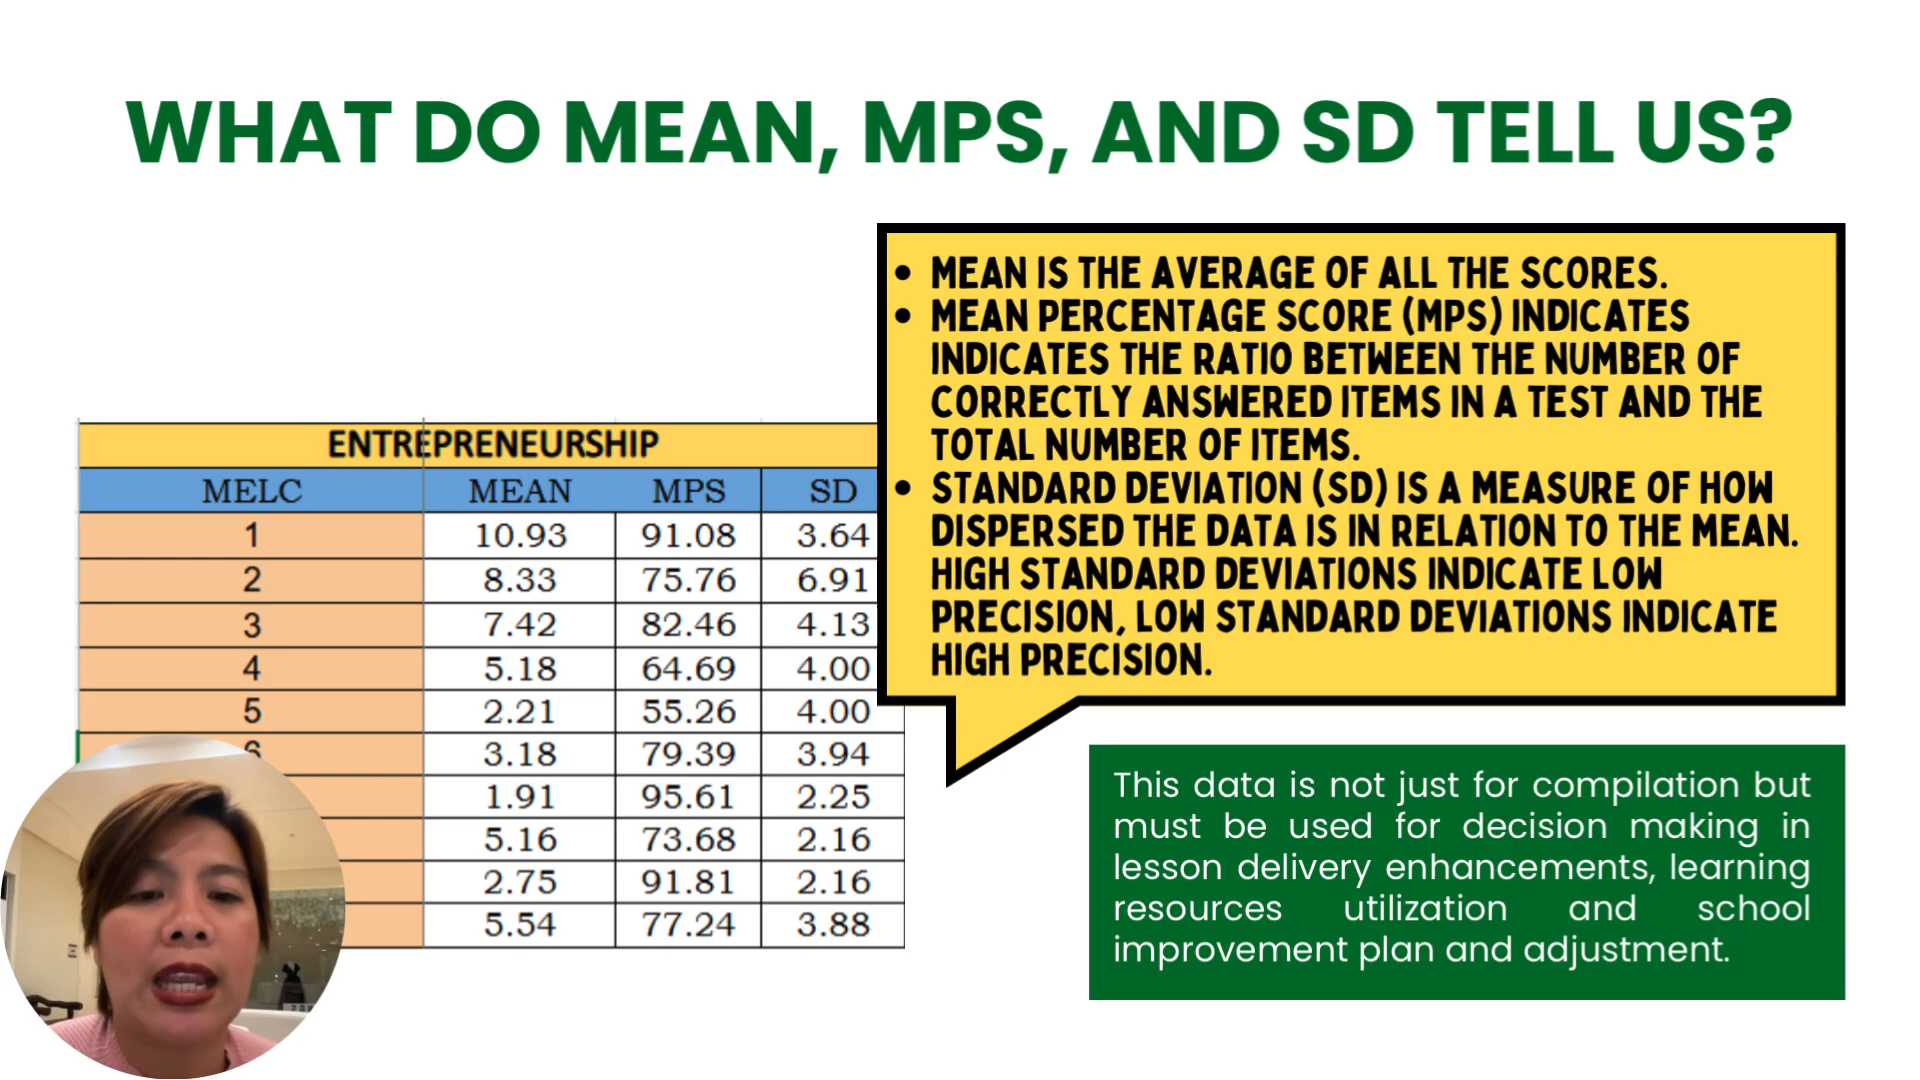 WHAT DO MEAN, MPS, AND SD TELL US?
• MEAN IS THE AVERAGE OF ALL THE SCORES.
• MEAN PERCENTAGE SCORE (MPS) INDICATES
INDICATES THE RATIO BETWEEN THE NUMBER OF
CORRECTLY ANSWERED ITEMS IN A TEST AND THE
TOTAL NUMBER OF ITEMS.
• STANDARD DEVIATION (SD) IS A MEASURE OF HOW
DISPERSED THE DATA IS IN RELATION TO THE MEAN.
HIGH STANDARD DEVIATIONS INDICATE LOW
PRECISION, LOW STANDARD DEVIATIONS INDICATE
HIGH PRECISION.
ENTREPRENEURSHIP
MELC MEAN MPS SD
1 10.93 91.08 3.64
2 8.33 75.76 6.91
3 7.42 82.46 4.13
4 5.18 64.69 4.00
5 2.21 55.26 4.00
6 3.18 79.39 3.94
1.91 95.61 2.25
5.16 73.68 2.16
2.75 91.81 2.16
5.54 77.24 3.88
This data is not just for compilation but
must be used for decision making in
lesson delivery enhancements, learning
resources utilization and school
improvement plan and adjustment.